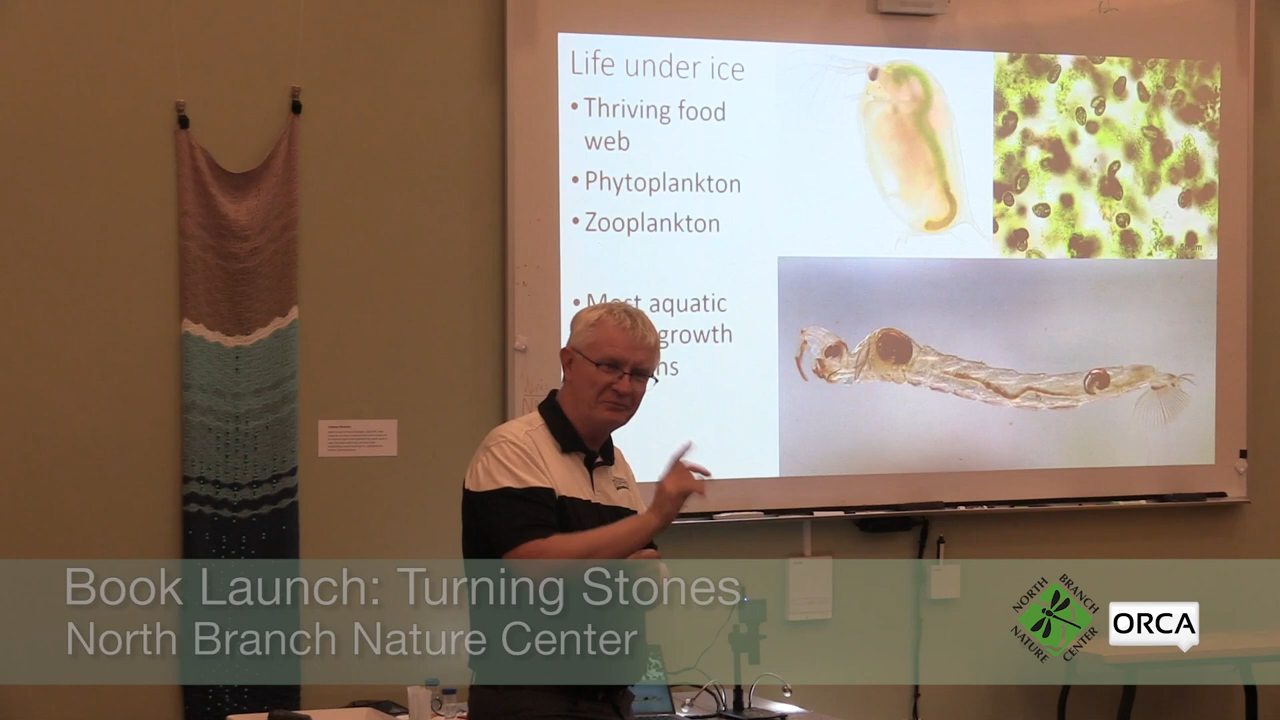 Life under ice
• Thriving food
web
• Phytoplankton
• Zooplankton
• Most aquatic
growth
ns
Book Launch: Turning Stones
North Branch Nature Center
NORTH BRANCH
NATURE CENTER
ORCA